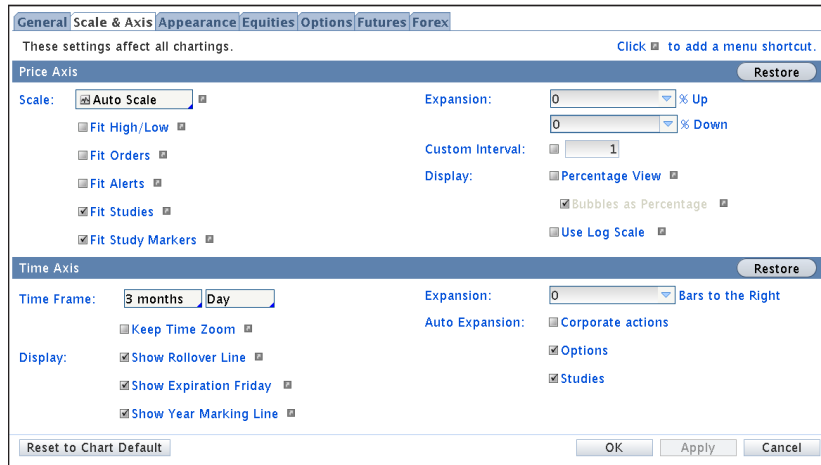 General Scale & Axis Appearance Equities Options Futures Forex
These settings affect all chartings. Click to add a menu shortcut.
Price Axis Restore
Scale: Auto Scale Expansion: 0 % Up
0 % Down
Fit High/Low
Custom Interval: 1
Fit Orders
Display: Percentage View
Fit Alerts
Bubbles as Percentage
Fit Studies
Use Log Scale
Fit Study Markers
Time Axis Restore
Time Frame: 3 months Day Expansion: 0 Bars to the Right
Keep Time Zoom Auto Expansion: Corporate actions
Display: Show Rollover Line Options
Show Expiration Friday Studies
Show Year Marking Line
Reset to Chart Default OK Apply Cancel